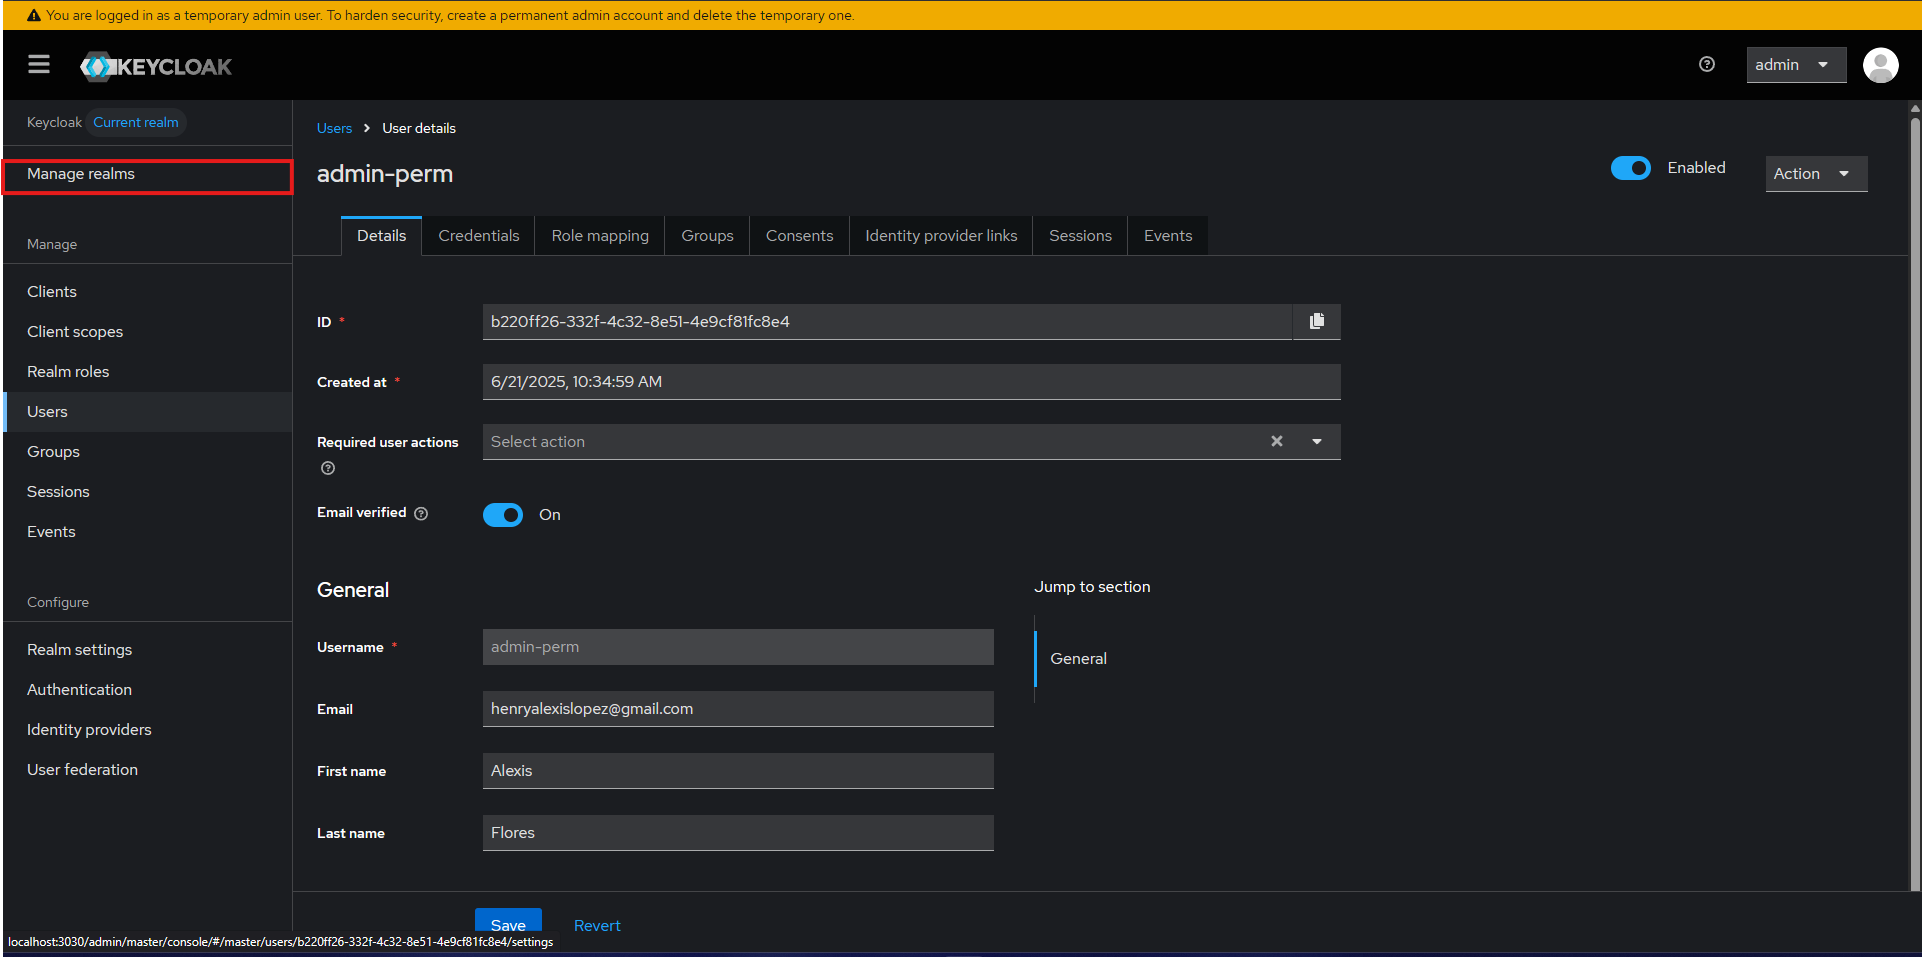 You are logged in as a temporary admin user. To harden security, create a permanent admin account and delete the temporary one.
KEYCLOAK
admin
Keycloak Current realm
Manage realms
Manage
Clients
Client scopes
Realm roles
Users
Groups
Sessions
Events
Configure
Realm settings
Authentication
Identity providers
User federation
Users > User details
admin-perm
Enabled
Action
Details Credentials Role mapping Groups Consents Identity provider links Sessions Events
ID * b220ff26-332f-4c32-8e51-4e9cf81fc8e4
Created at * 6/21/2025, 10:34:59 AM
Required user actions Select action
Email verified On
General
Username * admin-perm
Email henryalexislopez@gmail.com
First name Alexis
Last name Flores
Jump to section
General
Save Revert
localhost:3030/admin/master/console/#/master/users/b220ff26-332f-4c32-8e51-4e9cf81fc8e4/settings